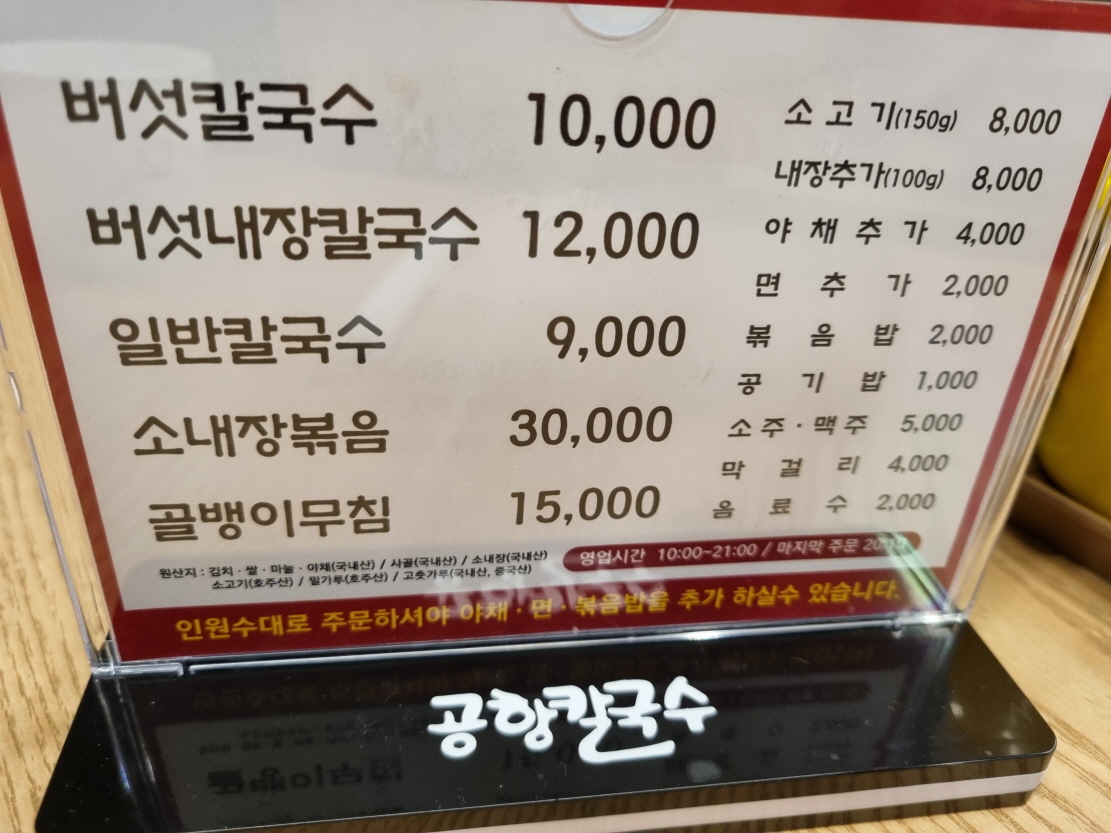 버섯칼국수 10,000
버섯내장칼국수 12,000
일반칼국수 9,000
소내장볶음 30,000
골뱅이무침 15,000
소고기(150g) 8,000
내장추가(100g) 8,000
야채추가 4,000
면추가 2,000
볶음밥 2,000
공기밥 1,000
소주·맥주 5,000
막걸리 4,000
음료수 2,000
원산지 : 김치·쌀·마늘·야채(국내산) / 사골(국내산) / 소내장(국내산)
소고기(호주산) / 밀가루(호주산) / 고춧가루(국내산, 중국산)
영업시간 10:00~21:00 / 마지막 주문
인원수대로 주문하셔야 야채·면·볶음밥을 추가 하실수 있습니다.
공항칼국수